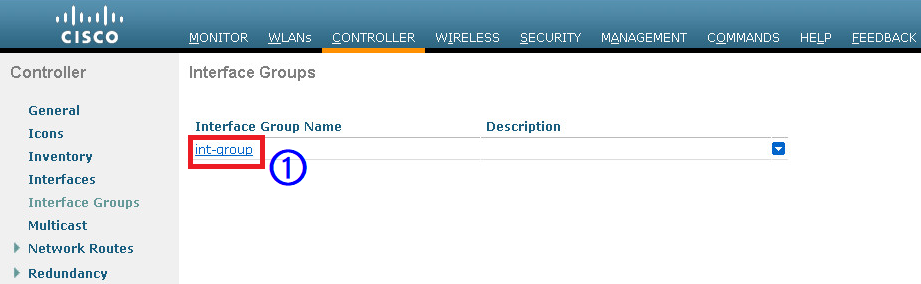 CISCO
MONITOR WLANs CONTROLLER WIRELESS SECURITY MANAGEMENT COMMANDS HELP FEEDBACK
Controller
Interface Groups
General
Icons
Inventory
Interfaces
Interface Groups
Multicast
Network Routes
Redundancy
Interface Group Name Description
int-group
1